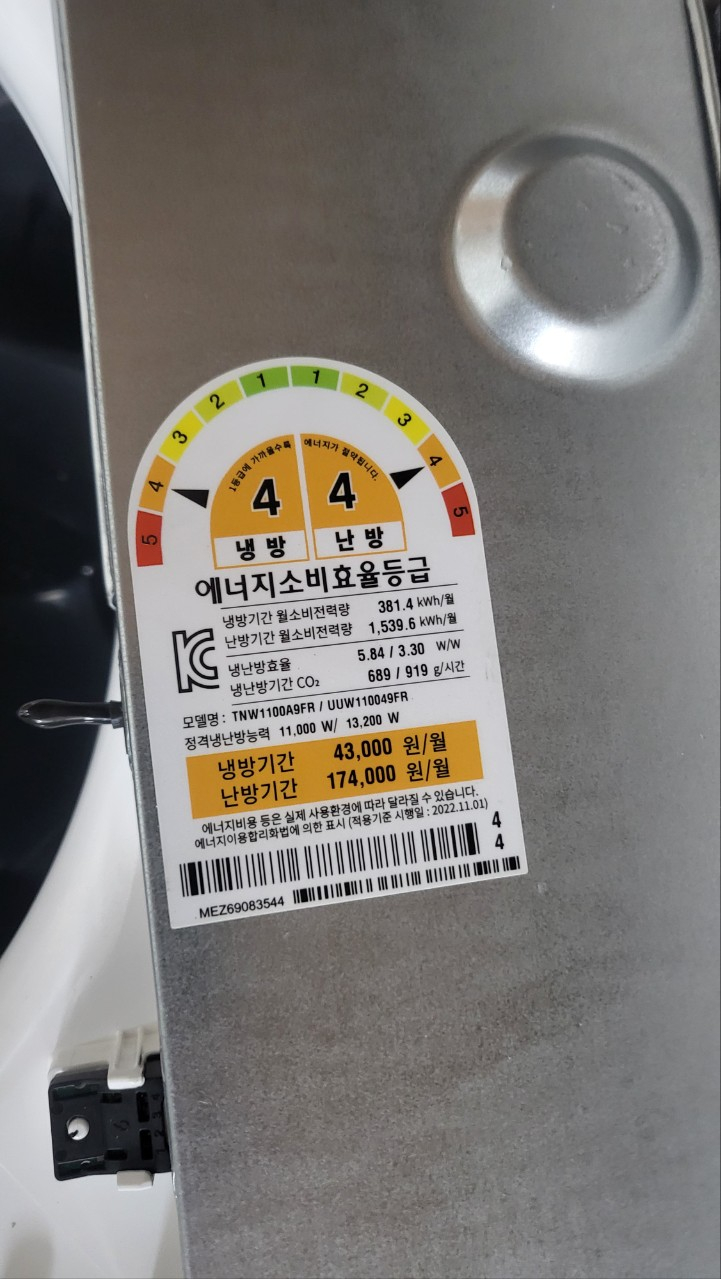 5 4 3 2 1 1 2 3 4 5
1등급에 가까울수록 에너지가 절약됩니다.
4 4
냉방 난방
에너지소비효율등급
냉방기간 월소비전력량 381.4 kWh/월
난방기간 월소비전력량 1,539.6 kWh/월
냉난방효율 5.84 / 3.30 W/W
냉난방기간 CO₂ 689 / 919 g/시간
모델명 : TNW1100A9FR / UUW110049FR
정격냉난방능력 11,000 W/ 13,200 W
냉방기간 43,000 원/월
난방기간 174,000 원/월
에너지비용 등은 실제 사용환경에 따라 달라질 수 있습니다.
에너지이용합리화법에 의한 표시 (적용기준 시행일 : 2022.11.01)
4
4
MEZ69083544